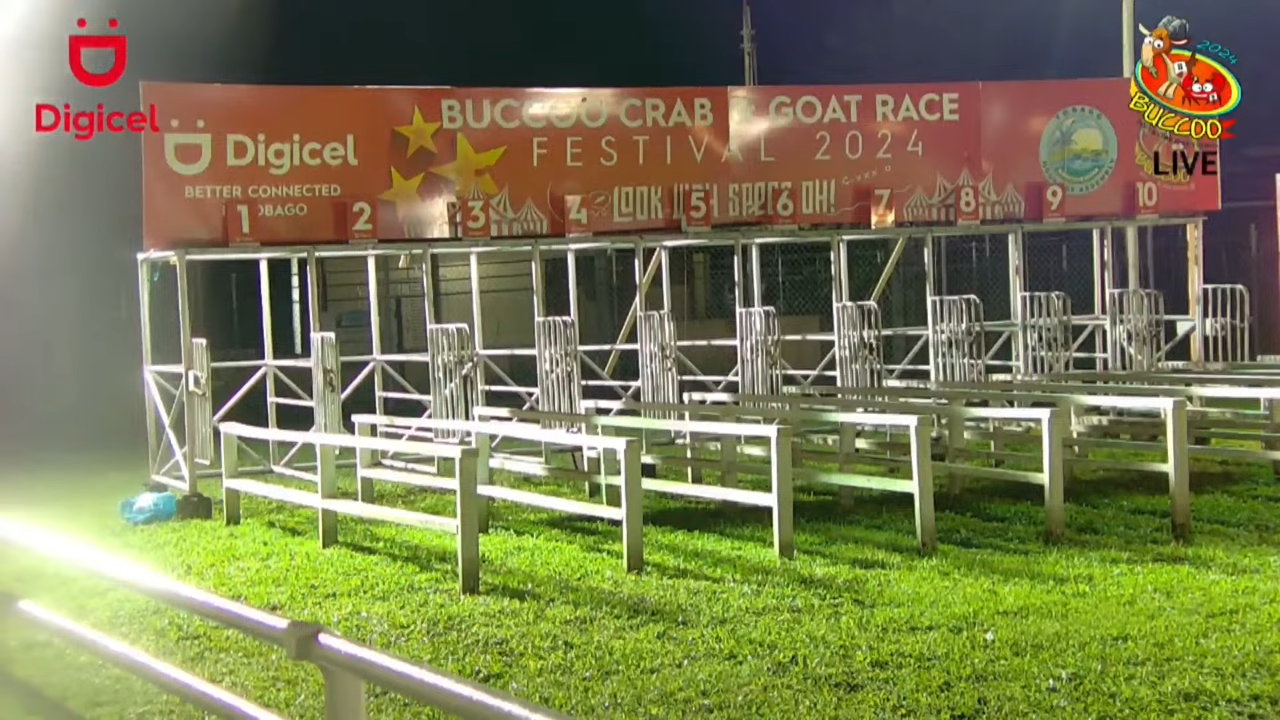 Digicel
2024
BUCCOO
LIVE
BUCCOO CRAB & GOAT RACE
FESTIVAL 2024
Digicel
BETTER CONNECTED
TOBAGO
1
2
3
4
5
6
7
8
9
10